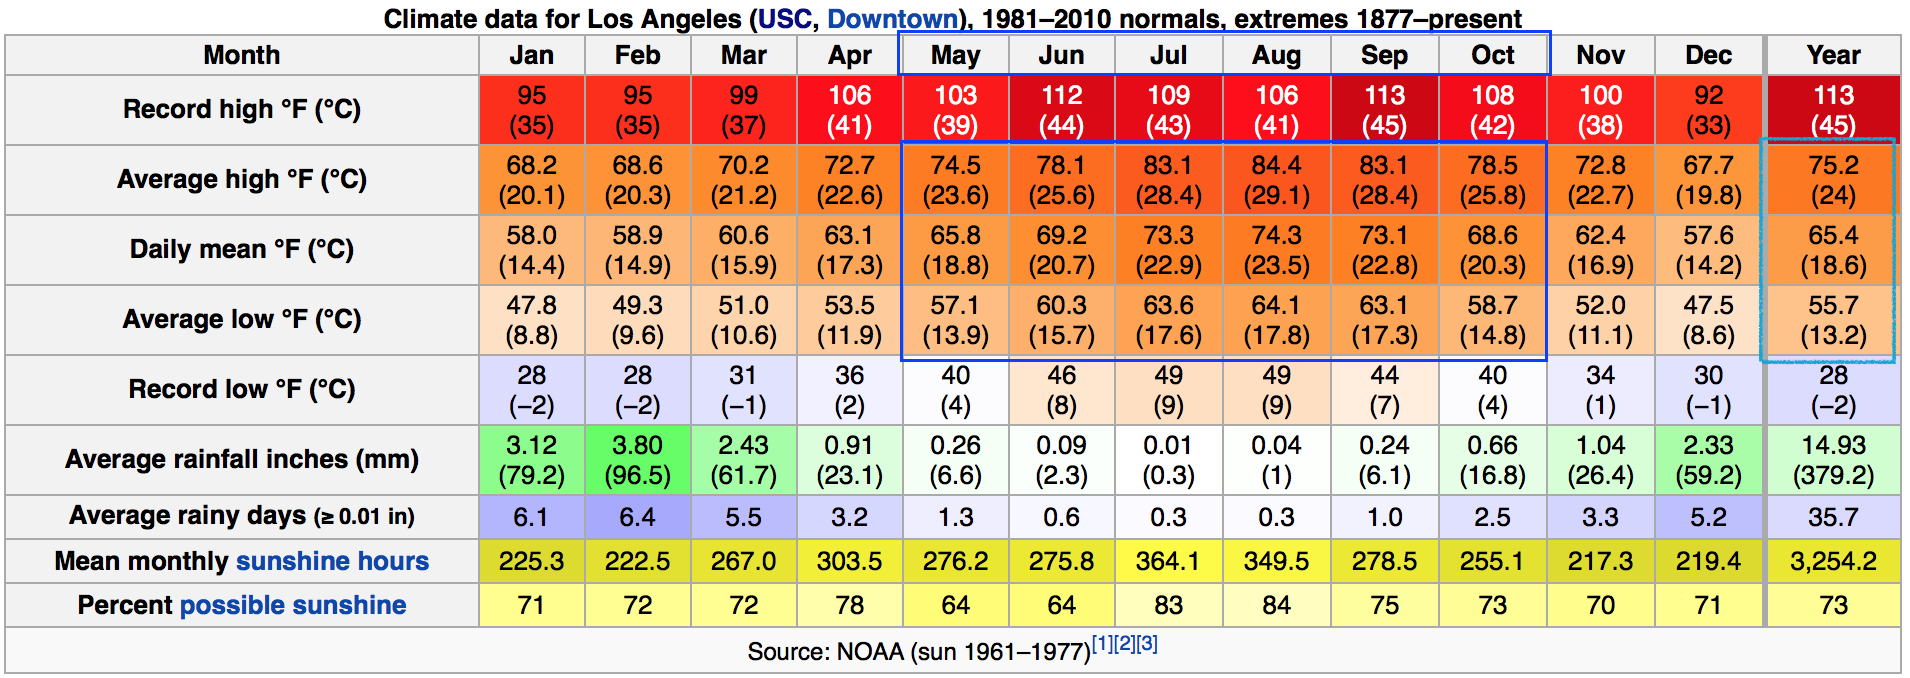 Climate data for Los Angeles (USC, Downtown), 1981–2010 normals, extremes 1877–present
Month Jan Feb Mar Apr May Jun Jul Aug Sep Oct Nov Dec Year
Record high °F (°C) 95 95 99 106 103 112 109 106 113 108 100 92 113
(35) (35) (37) (41) (39) (44) (43) (41) (45) (42) (38) (33) (45)
Average high °F (°C) 68.2 68.6 70.2 72.7 74.5 78.1 83.1 84.4 83.1 78.5 72.8 67.7 75.2
(20.1) (20.3) (21.2) (22.6) (23.6) (25.6) (28.4) (29.1) (28.4) (25.8) (22.7) (19.8) (24)
Daily mean °F (°C) 58.0 58.9 60.6 63.1 65.8 69.2 73.3 74.3 73.1 68.6 62.4 57.6 65.4
(14.4) (14.9) (15.9) (17.3) (18.8) (20.7) (22.9) (23.5) (22.8) (20.3) (16.9) (14.2) (18.6)
Average low °F (°C) 47.8 49.3 51.0 53.5 57.1 60.3 63.6 64.1 63.1 58.7 52.0 47.5 55.7
(8.8) (9.6) (10.6) (11.9) (13.9) (15.7) (17.6) (17.8) (17.3) (14.8) (11.1) (8.6) (13.2)
Record low °F (°C) 28 28 31 36 40 46 49 49 44 40 34 30 28
(−2) (−2) (−1) (2) (4) (8) (9) (9) (7) (4) (1) (−1) (−2)
Average rainfall inches (mm) 3.12 3.80 2.43 0.91 0.26 0.09 0.01 0.04 0.24 0.66 1.04 2.33 14.93
(79.2) (96.5) (61.7) (23.1) (6.6) (2.3) (0.3) (1) (6.1) (16.8) (26.4) (59.2) (379.2)
Average rainy days (≥ 0.01 in) 6.1 6.4 5.5 3.2 1.3 0.6 0.3 0.3 1.0 2.5 3.3 5.2 35.7
Mean monthly sunshine hours 225.3 222.5 267.0 303.5 276.2 275.8 364.1 349.5 278.5 255.1 217.3 219.4 3,254.2
Percent possible sunshine 71 72 72 78 64 64 83 84 75 73 70 71 73
Source: NOAA (sun 1961–1977)[1][2][3]